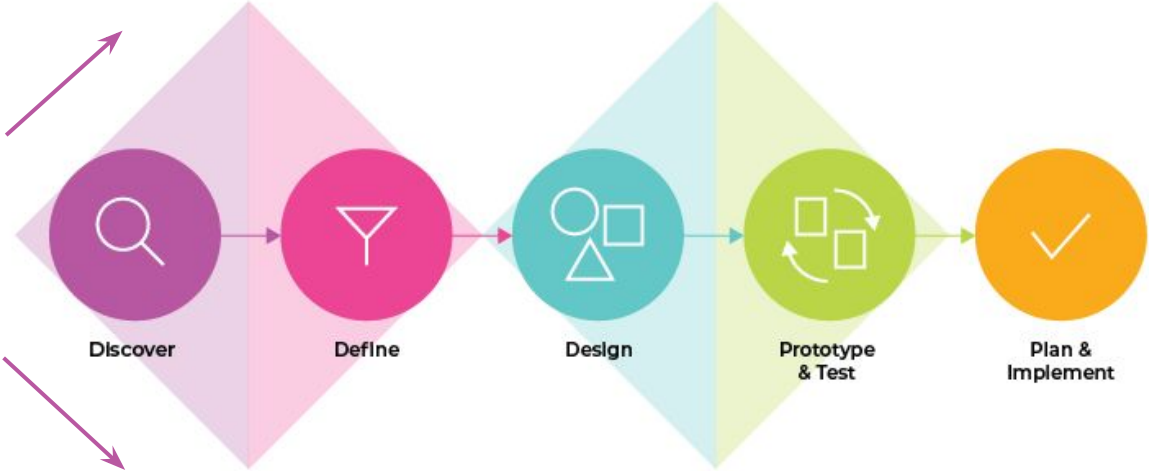 Discover
Define
Design
Prototype
& Test
Plan &
Implement